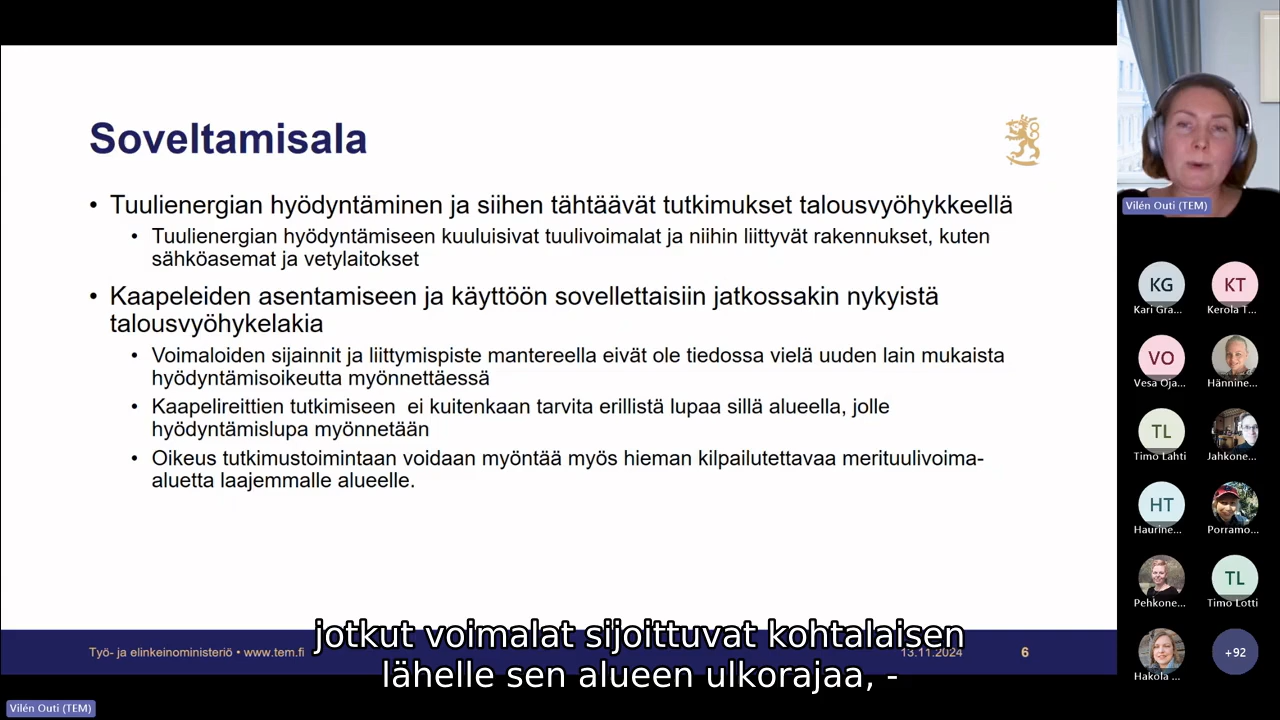 Soveltamisala
• Tuulienergian hyödyntäminen ja siihen tähtäävät tutkimukset talousvyöhykkeellä
• Tuulienergian hyödyntämiseen kuuluisivat tuulivoimalat ja niihin liittyvät rakennukset, kuten
sähköasemat ja vetylaitokset
• Kaapeleiden asentamiseen ja käyttöön sovellettaisiin jatkossakin nykyistä
talousvyöhykelakia
• Voimaloiden sijainnit ja liittymispiste mantereella eivät ole tiedossa vielä uuden lain mukaista
hyödyntämisoikeutta myönnettäessä
• Kaapelireittien tutkimiseen  ei kuitenkaan tarvita erillistä lupaa sillä alueella, jolle
hyödyntämislupa myönnetään
• Oikeus tutkimustoimintaan voidaan myöntää myös hieman kilpailutettavaa merituulivoima-
aluetta laajemmalle alueelle.
Työ- ja elinkeinoministeriö • www.tem.fi
13.11.2024
6
jotkut voimalat sijoittuvat kohtalaisen
lähelle sen alueen ulkorajaa, -
Vilén Outi (TEM)
Vilén Outi (TEM)
KG
Kari Gra...
KT
Kerola T...
VO
Vesa Oja...
Hännine...
TL
Timo Lahti
Jahkone...
HT
Haurine...
Porramo...
Pehkone...
TL
Timo Lotti
Hakola ...
+92